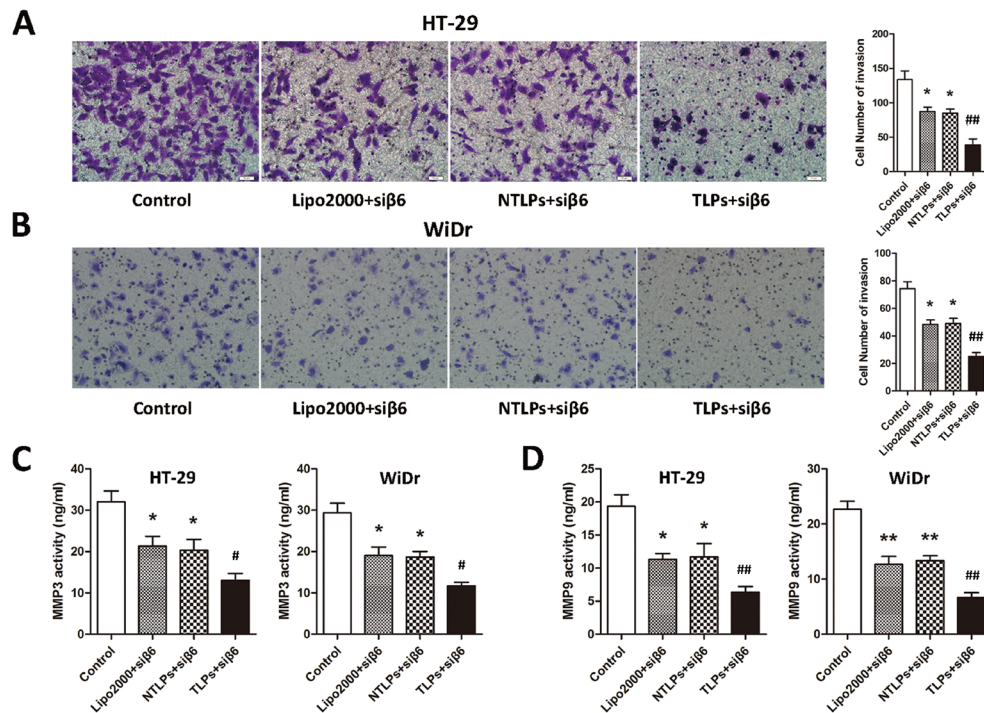 A
HT-29
Control
Lipo2000+siβ6
NTLPs+siβ6
TLPs+siβ6
Cell Number of invasion
200
150
100
50
0
*
*
##
Control
Lipo2000+siβ6
NTLPs+siβ6
TLPs+siβ6
B
WiDr
Control
Lipo2000+siβ6
NTLPs+siβ6
TLPs+siβ6
Cell Number of invasion
100
80
60
40
20
0
*
*
##
Control
Lipo2000+siβ6
NTLPs+siβ6
TLPs+siβ6
C
HT-29
MMP3 activity (ng/ml)
40
30
20
10
0
*
*
#
Control
Lipo2000+siβ6
NTLPs+siβ6
TLPs+siβ6
WiDr
MMP3 activity (ng/ml)
40
30
20
10
0
*
*
#
Control
Lipo2000+siβ6
NTLPs+siβ6
TLPs+siβ6
D
HT-29
MMP9 activity (ng/ml)
25
20
15
10
5
0
*
*
##
Control
Lipo2000+siβ6
NTLPs+siβ6
TLPs+siβ6
WiDr
MMP9 activity (ng/ml)
30
20
10
0
**
**
##
Control
Lipo2000+siβ6
NTLPs+siβ6
TLPs+siβ6